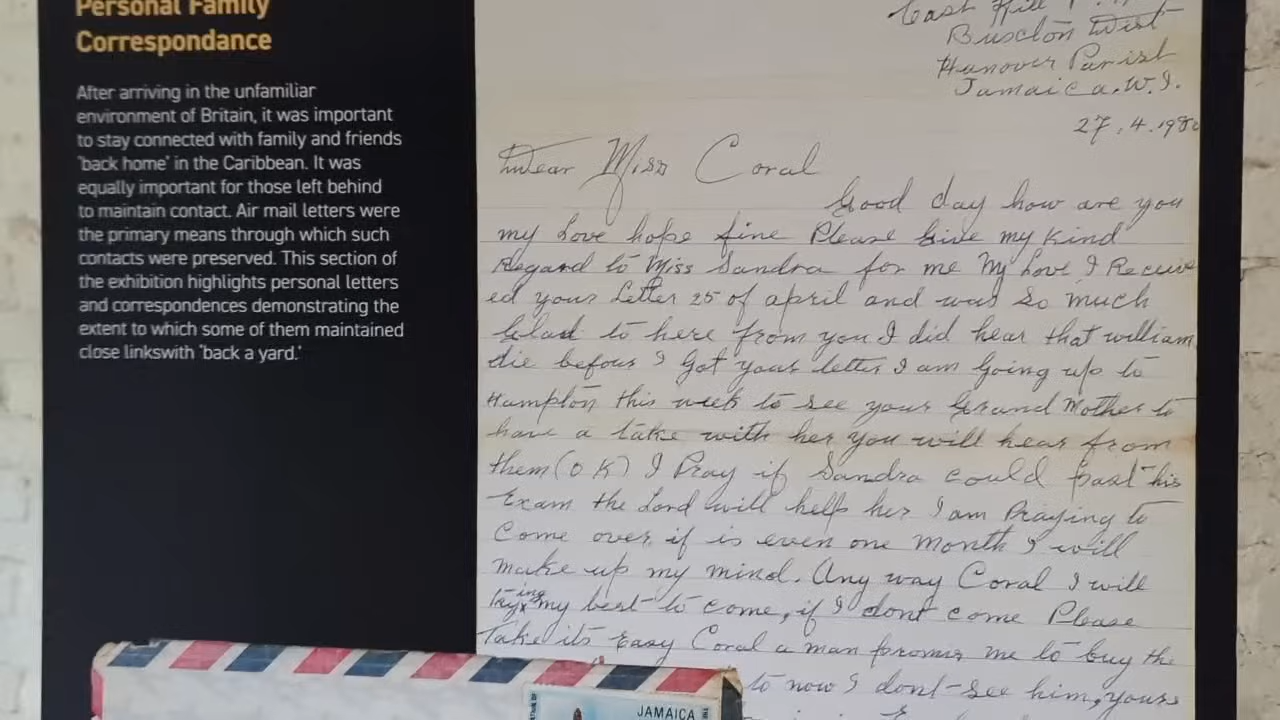 Personal Family
Correspondance
After arriving in the unfamiliar
environment of Britain, it was important
to stay connected with family and friends
'back home' in the Caribbean. It was
equally important for those left behind
to maintain contact. Air mail letters were
the primary means through which such
contacts were preserved. This section of
the exhibition highlights personal letters
and correspondences demonstrating the
extent to which some of them maintained
close linkswith 'back a yard.'
East Hill
Dist
Hanover Parish
Jamaica. W.I.
27.4.
Dear Miss Coral
Good day how are you
my Love hope fine Please Give my Kind
Regard to Miss Sandra for me My Love I Receiv
ed your Letter 25 of april and was so much
Glad to here from you I did hear that william
die before I Got your letter I am Going up to
Hampton this week to see your Grand Mother to
have a take with her you will hear from
them (OK) I Pray if Sandra could past his
Exam the Lord will help her I am Praying to
Come over if is even one Month I will
make up my mind. Any way Coral I will
trying my best to come, if I dont come Please
Take its Easy Coral a man promis me to buy the
to now I dont see him, yours
JAMAICA